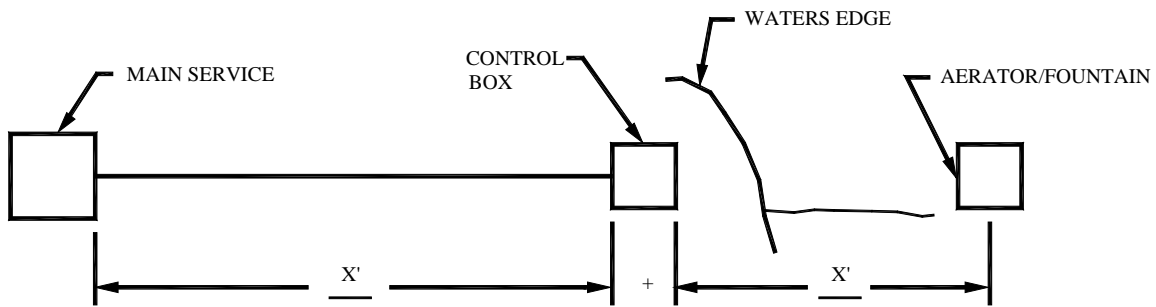 WATERS EDGE
CONTROL
BOX
MAIN SERVICE
AERATOR/FOUNTAIN
X'
+
X'